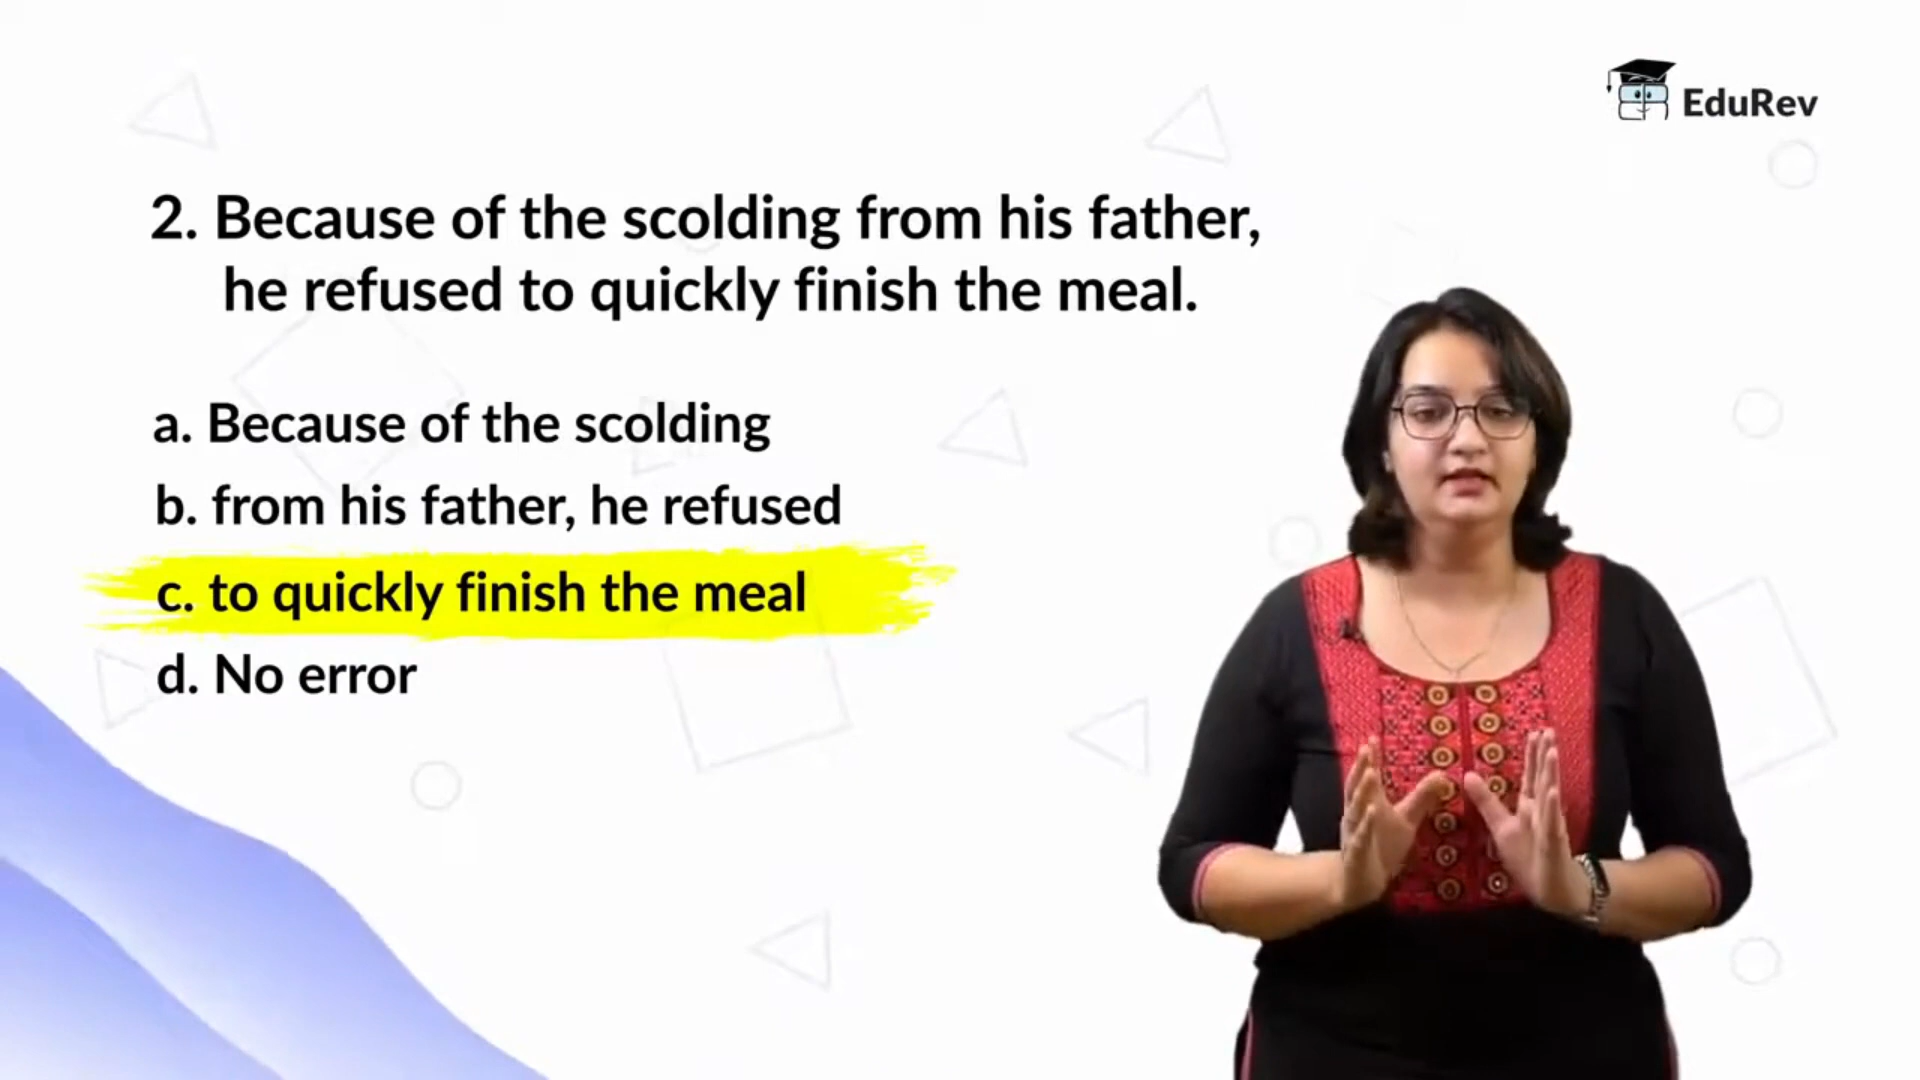 EduRev
2. Because of the scolding from his father,
he refused to quickly finish the meal.
a. Because of the scolding
b. from his father, he refused
c. to quickly finish the meal
d. No error